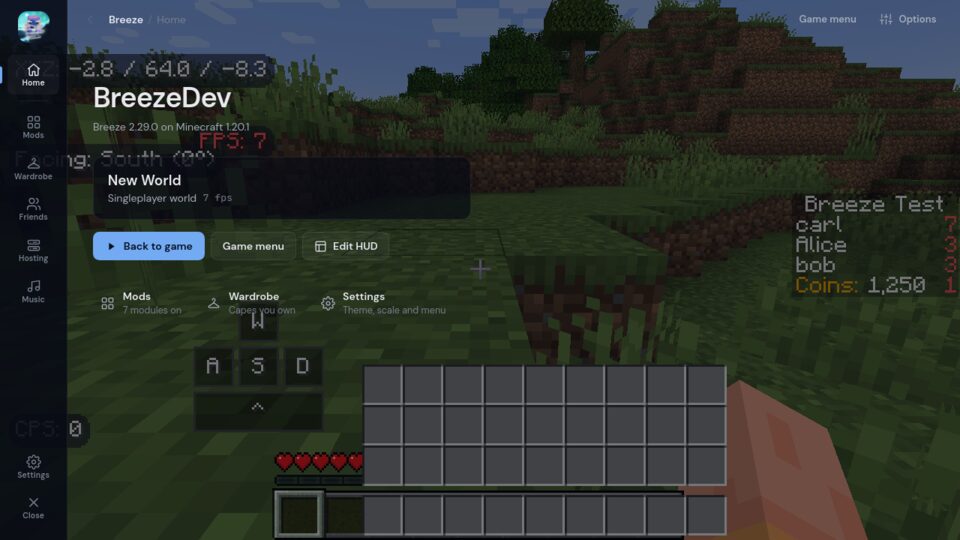 Breeze / Home
Game menu
Options
XYZ: -2.8 / 64.0 / -8.3
Home
BreezeDev
Breeze 2.29.0 on Minecraft 1.20.1
Mods
FPS: 7
Facing: South (0°)
Wardrobe
New World
Singleplayer world 7 fps
Friends
Breeze Test
carl 7
Alice 3
bob 3
Coins: 1,250 1
Hosting
Back to game
Game menu
Edit HUD
Music
Mods
7 modules on
Wardrobe
Capes you own
Settings
Theme, scale and menu
W
A S D
^
CPS: 0
Settings
Close